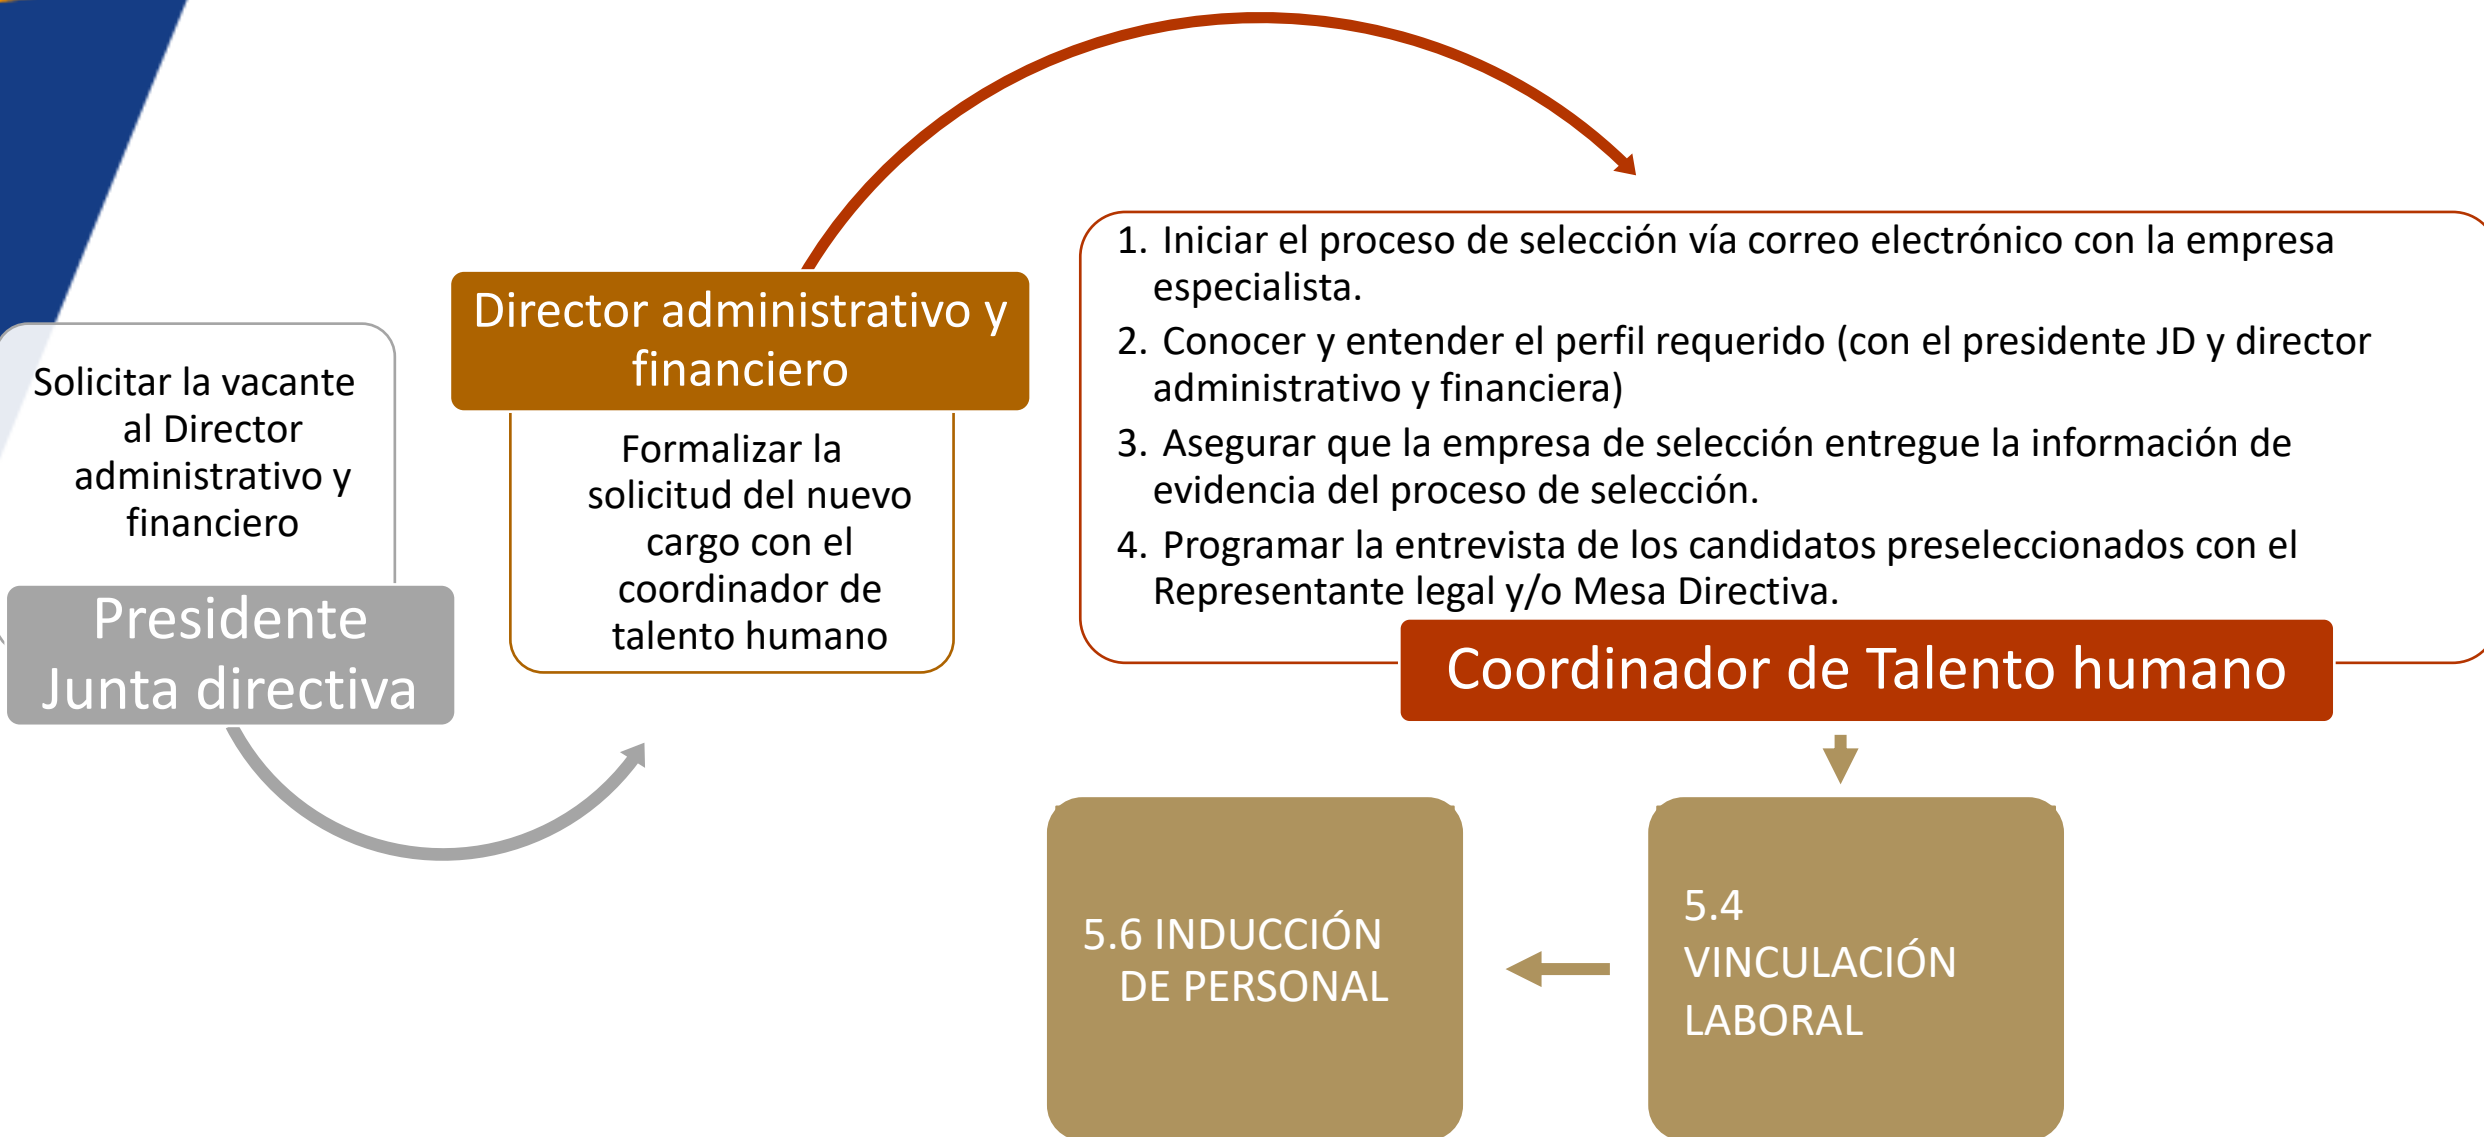 Solicitar la vacante
al Director
administrativo y
financiero
Presidente
Junta directiva
Director administrativo y
financiero
Formalizar la
solicitud del nuevo
cargo con el
coordinador de
talento humano
1. Iniciar el proceso de selección vía correo electrónico con la empresa
especialista.
2. Conocer y entender el perfil requerido (con el presidente JD y director
administrativo y financiera)
3. Asegurar que la empresa de selección entregue la información de
evidencia del proceso de selección.
4. Programar la entrevista de los candidatos preseleccionados con el
Representante legal y/o Mesa Directiva.
Coordinador de Talento humano
5.4
VINCULACIÓN
LABORAL
5.6 INDUCCIÓN
DE PERSONAL